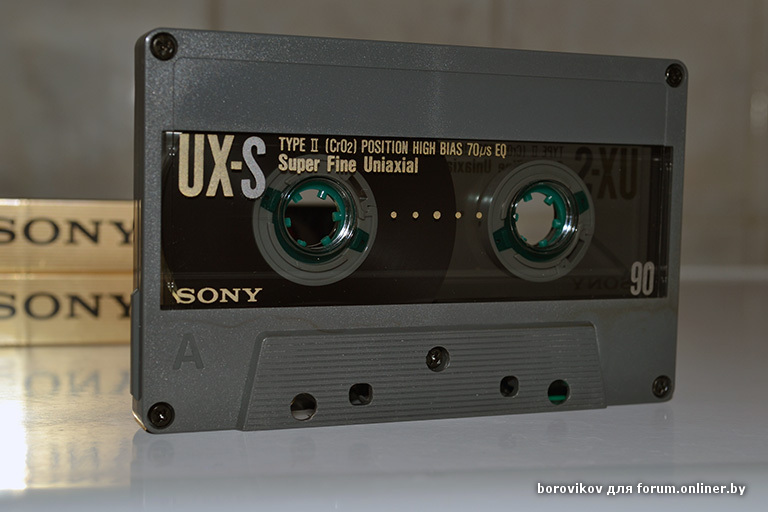 UX-S
TYPE II (CrO2) POSITION HIGH BIAS 70μs EQ
Super Fine Uniaxial
SONY
90
A
SONY
SONY
borovikov для forum.onliner.by